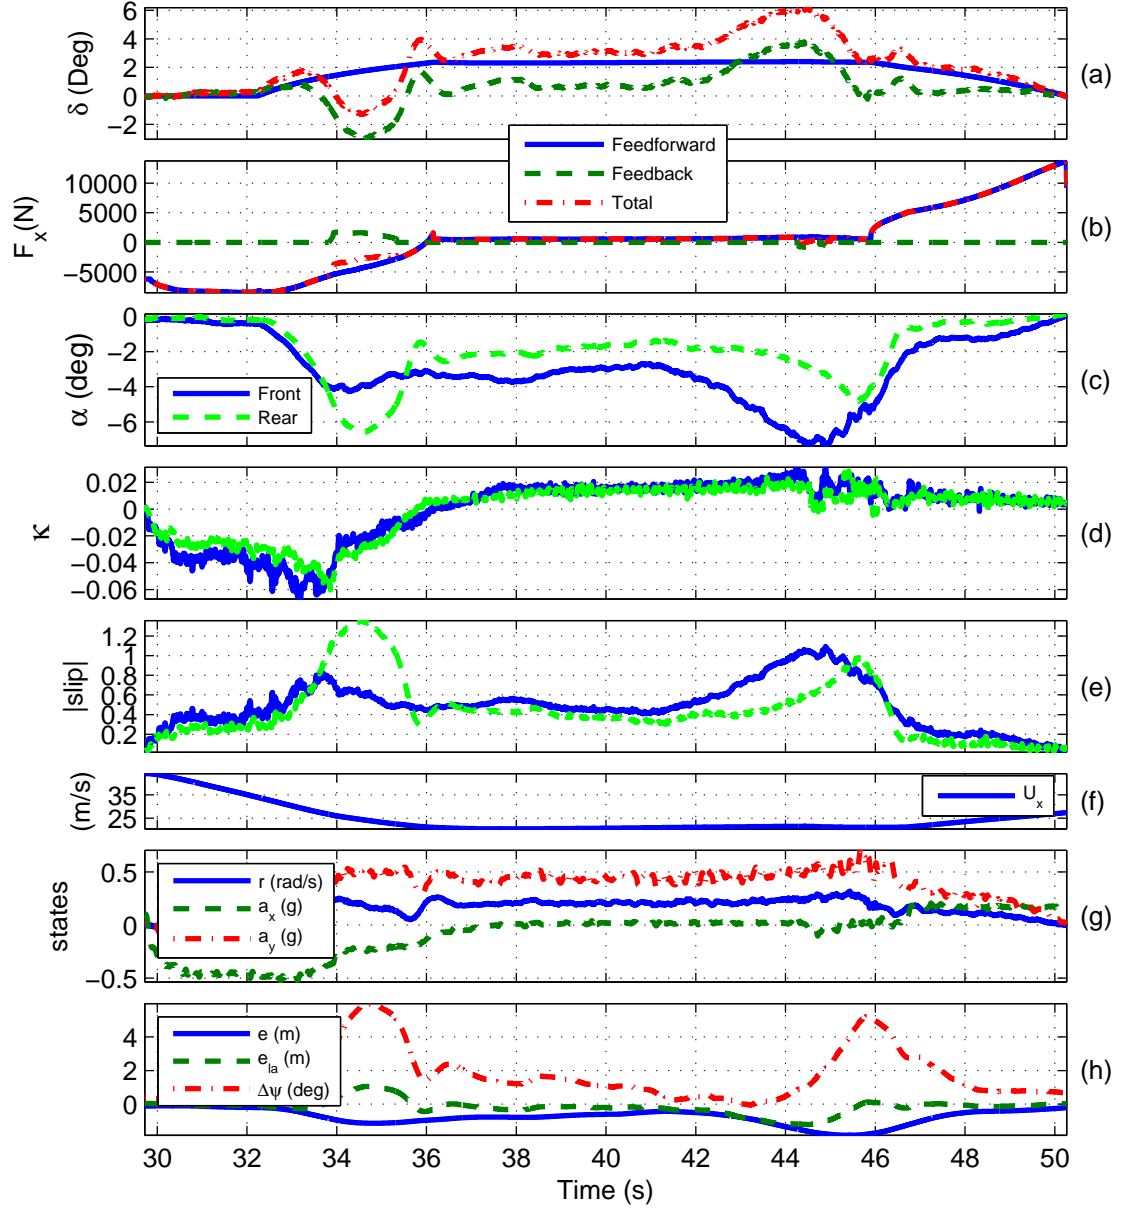 6
4
2
0
−2
δ (Deg)
(a)
Feedforward
Feedback
Total
10000
5000
0
−5000
F_x(N)
(b)
0
−2
−4
−6
α (deg)
Front
Rear
(c)
0.02
0
−0.02
−0.04
−0.06
κ
(d)
1.2
1
0.8
0.6
0.4
0.2
|slip|
(e)
35
25
(m/s)
U_x
(f)
0.5
0
−0.5
states
r (rad/s)
a_x (g)
a_y (g)
(g)
4
2
0
e (m)
e_la (m)
Δψ (deg)
(h)
30 32 34 36 38 40 42 44 46 48 50
Time (s)